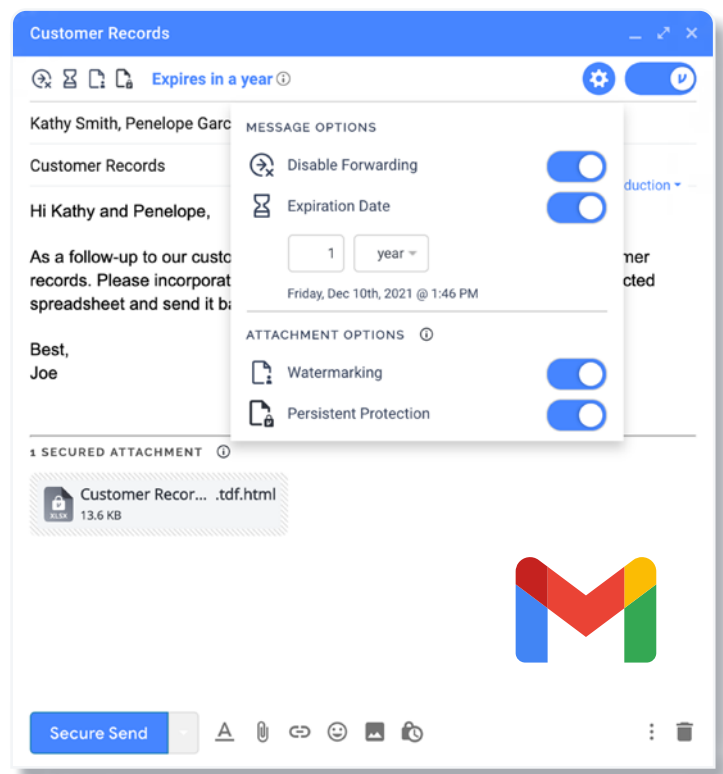 Customer Records
Expires in a year
Kathy Smith, Penelope Garc
MESSAGE OPTIONS
Customer Records
Disable Forwarding
duction
Expiration Date
Hi Kathy and Penelope,
1 year
As a follow-up to our custo mer
records. Please incorporat cted
spreadsheet and send it ba
Friday, Dec 10th, 2021 @ 1:46 PM
ATTACHMENT OPTIONS
Best,
Joe
Watermarking
Persistent Protection
1 SECURED ATTACHMENT
Customer Recor... .tdf.html
XLSX 13.6 KB
Secure Send